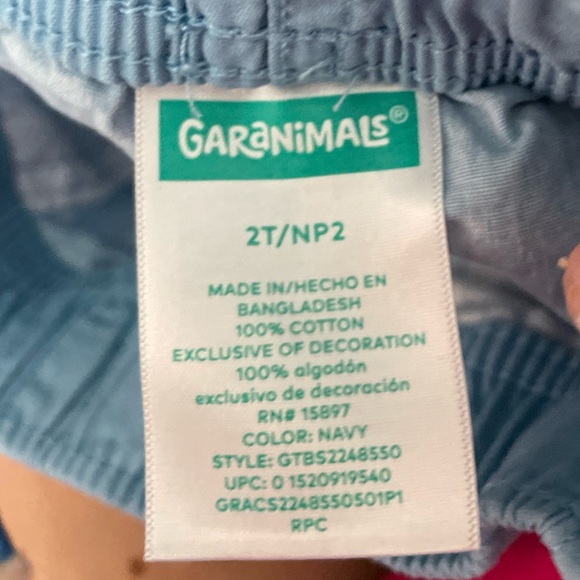 GARANIMALS®
2T/NP2
MADE IN/HECHO EN
BANGLADESH
100% COTTON
EXCLUSIVE OF DECORATION
100% algodón
exclusivo de decoración
RN# 15897
COLOR: NAVY
STYLE: GTBS2248550
UPC: 0 1520919540
GRACS2248550501P1
RPC